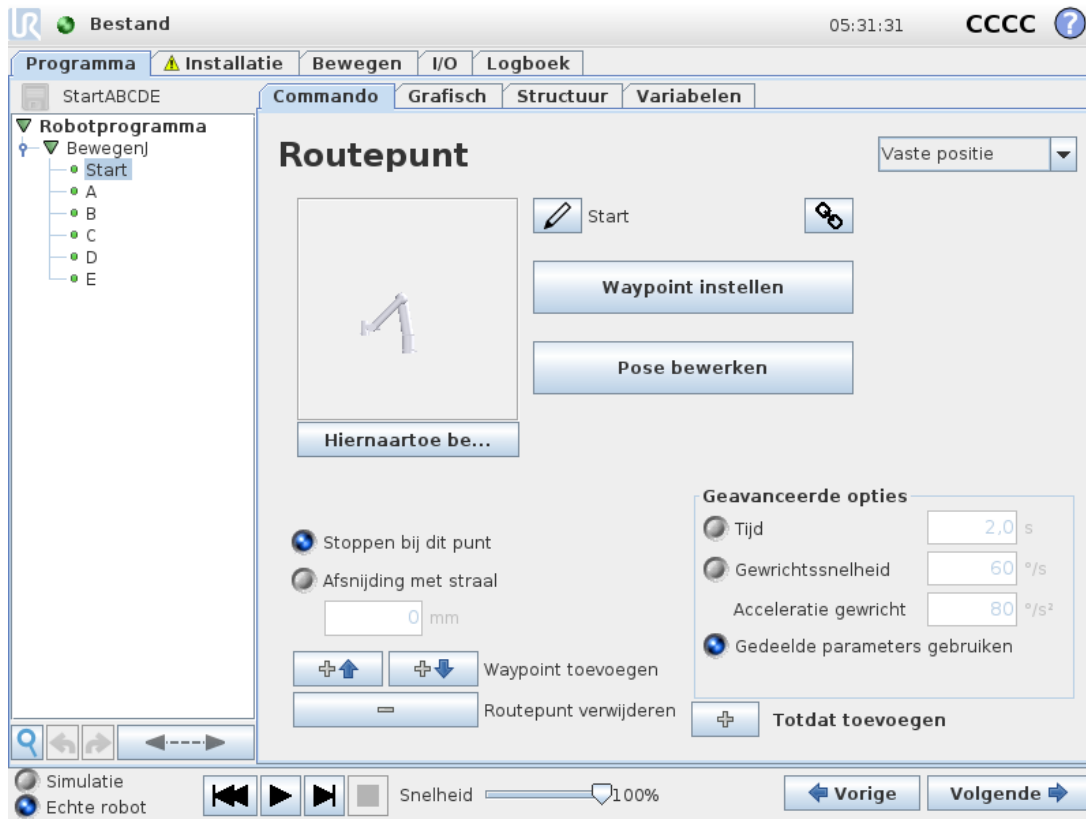 UR Bestand 05:31:31 CCCC ?
Programma Installatie Bewegen I/O Logboek
StartABCDE Commando Grafisch Structuur Variabelen
Robotprogramma
BewegenJ
Start
A
B
C
D
E
Routepunt
Vaste positie
Start
Waypoint instellen
Pose bewerken
Hiernaartoe be...
Stoppen bij dit punt
Afsnijding met straal
0 mm
Waypoint toevoegen
Routepunt verwijderen
Geavanceerde opties
Tijd 2,0 s
Gewrichtssnelheid 60 °/s
Acceleratie gewricht 80 °/s²
Gedeelde parameters gebruiken
Totdat toevoegen
Simulatie
Echte robot
Snelheid 100%
Vorige Volgende